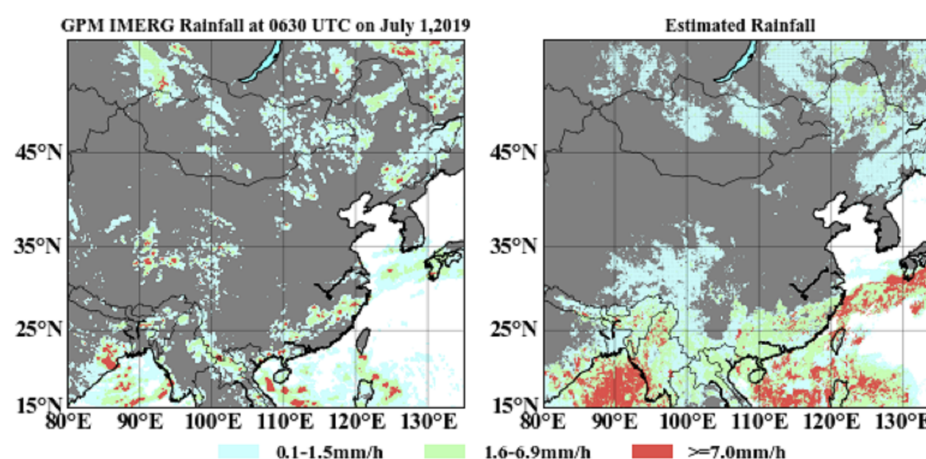 GPM IMERG Rainfall at 0630 UTC on July 1,2019
Estimated Rainfall
45°N
35°N
25°N
15°N
80°E 90°E 100°E 110°E 120°E 130°E
45°N
35°N
25°N
15°N
80°E 90°E 100°E 110°E 120°E 130°E
0.1-1.5mm/h 1.6-6.9mm/h >=7.0mm/h